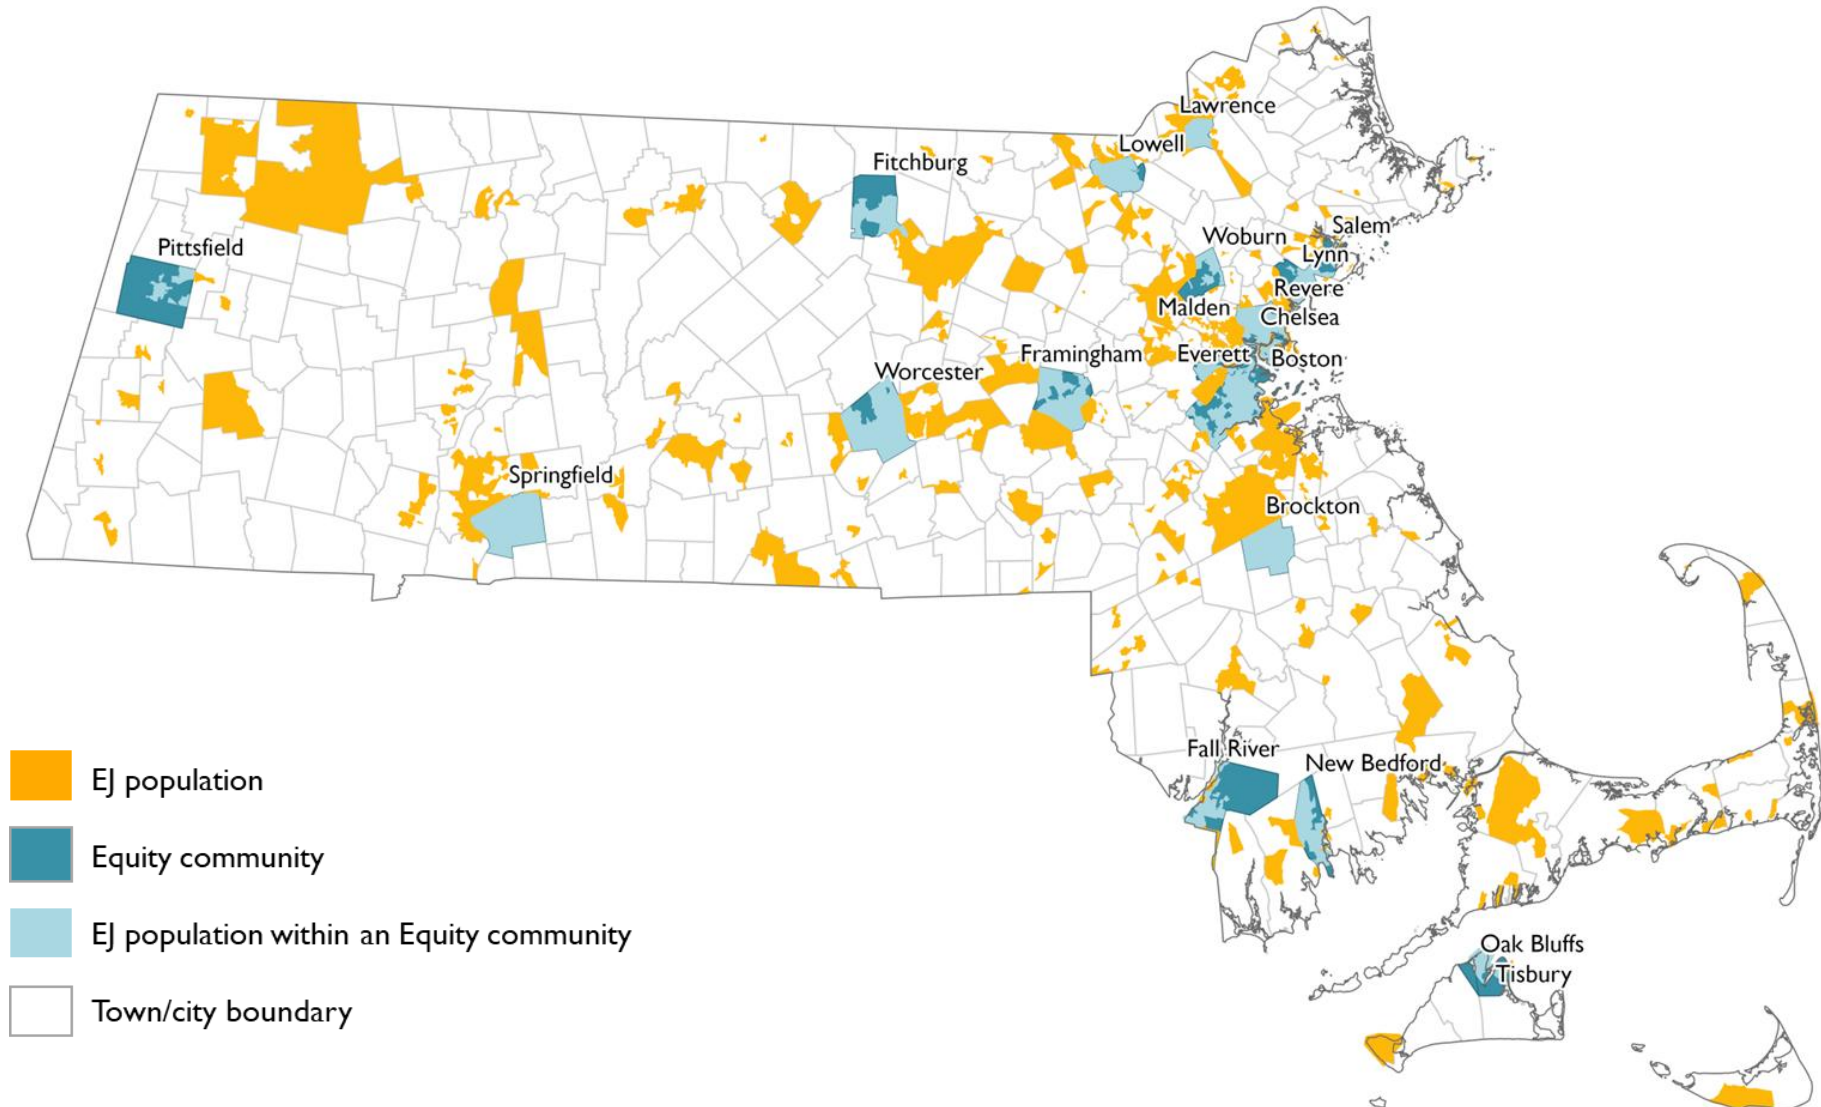 Lawrence
Lowell
Fitchburg
Salem
Woburn
Pittsfield
Lynn
Revere
Malden
Chelsea
Framingham
Everett
Boston
Worcester
Springfield
Brockton
Fall River
New Bedford
EJ population
Equity community
EJ population within an Equity community
Oak Bluffs
Tisbury
Town/city boundary